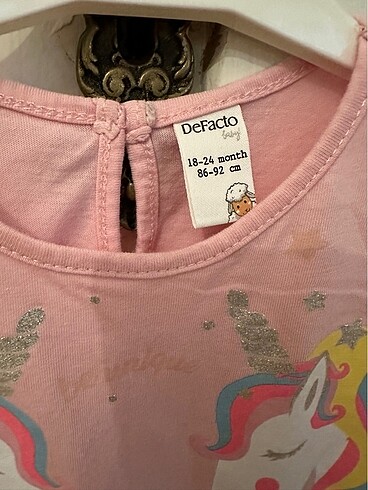 DeFacto
baby
18-24 month
86-92 cm